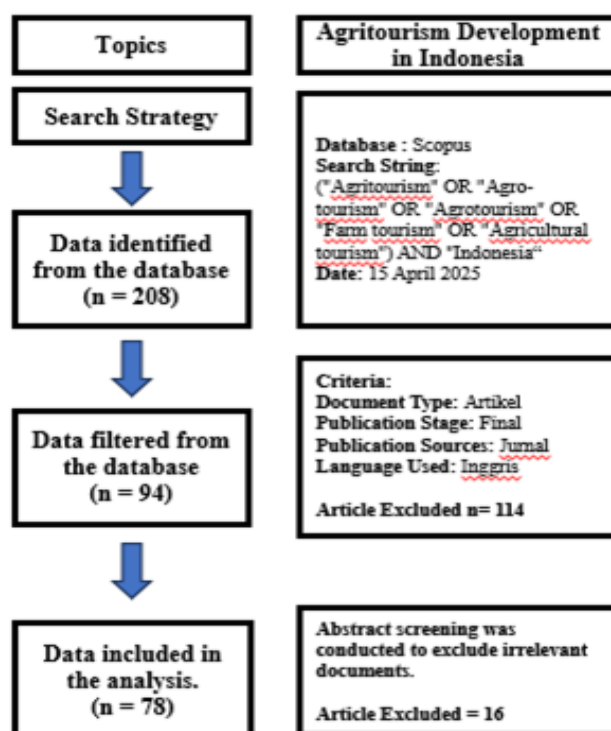 Topics
Agritourism Development
in Indonesia
Search Strategy
Database : Scopus
Search String:
("Agritourism" OR "Agro-
tourism" OR "Agrotourism" OR
"Farm tourism" OR "Agricultural
tourism") AND "Indonesia“
Date: 15 April 2025
Data identified
from the database
(n = 208)
Criteria:
Document Type: Artikel
Publication Stage: Final
Publication Sources: Jurnal
Language Used: Inggris
Article Excluded n= 114
Data filtered from
the database
(n = 94)
Abstract screening was
conducted to exclude irrelevant
documents.
Article Excluded = 16
Data included in
the analysis.
(n = 78)